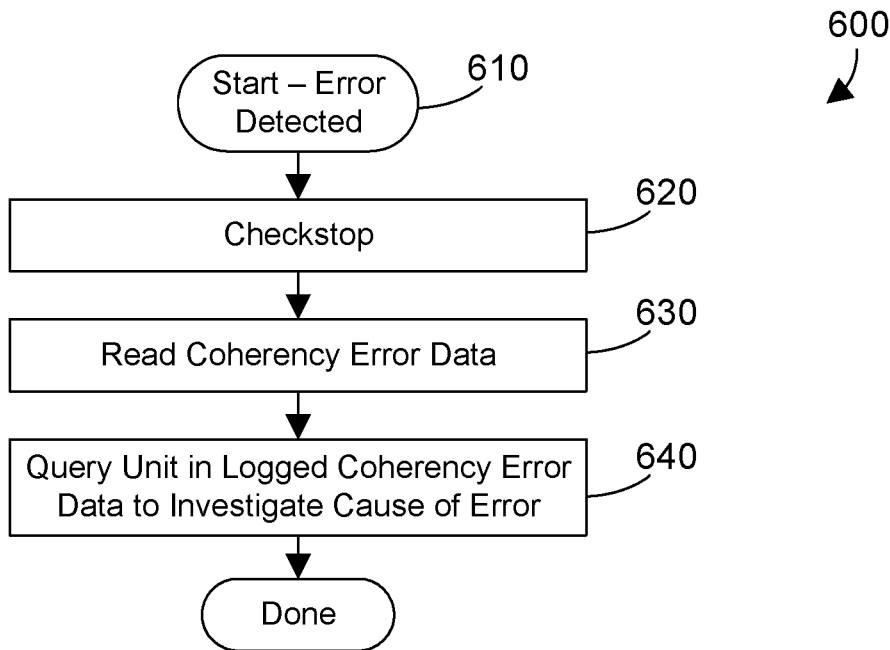 600
Start – Error
Detected
610
Checkstop
620
Read Coherency Error Data
630
Query Unit in Logged Coherency Error
Data to Investigate Cause of Error
640
Done